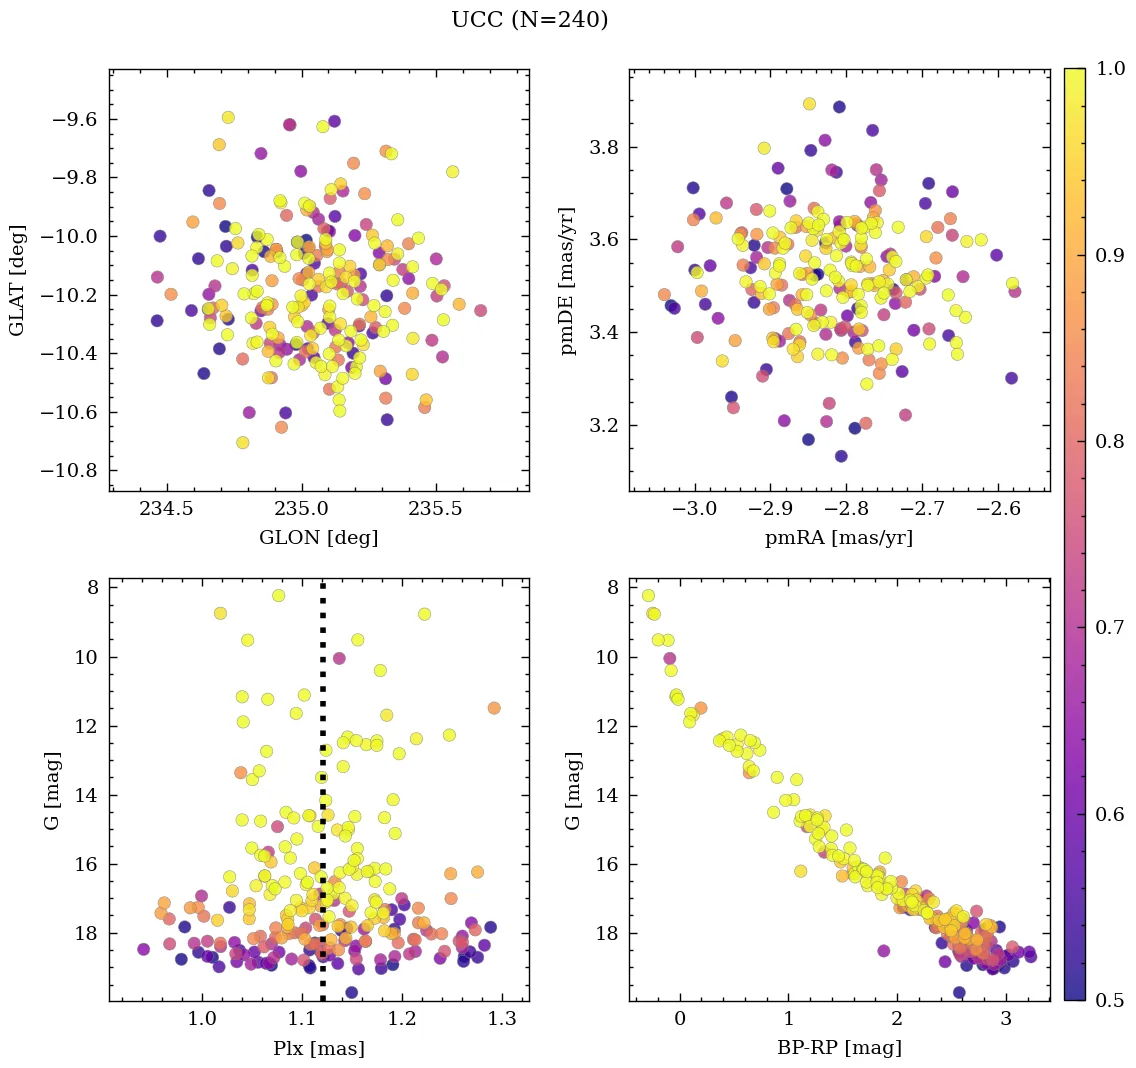 UCC (N=240)
−9.6
−9.8
−10.0
−10.2
−10.4
−10.6
−10.8
GLAT [deg]
234.5 235.0 235.5
GLON [deg]
3.8
3.6
3.4
3.2
pmDE [mas/yr]
−3.0 −2.9 −2.8 −2.7 −2.6
pmRA [mas/yr]
8
10
12
14
16
18
G [mag]
1.0 1.1 1.2 1.3
Plx [mas]
8
10
12
14
16
18
G [mag]
0 1 2 3
BP-RP [mag]
1.0
0.9
0.8
0.7
0.6
0.5